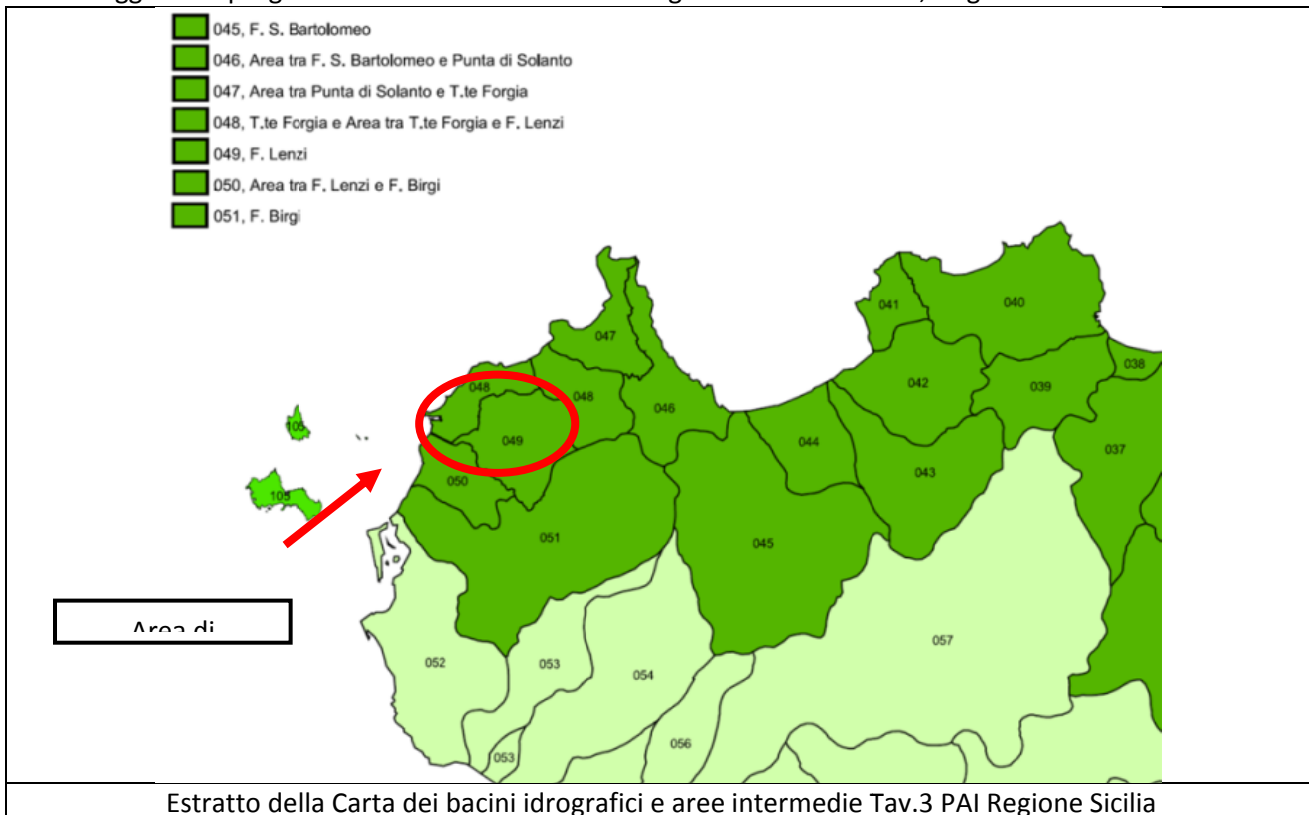 045, F. S. Bartolomeo
046, Area tra F. S. Bartolomeo e Punta di Solanto
047, Area tra Punta di Solanto e T.te Forgia
048, T.te Forgia e Area tra T.te Forgia e F. Lenzi
049, F. Lenzi
050, Area tra F. Lenzi e F. Birgi
051, F. Birgi
041
040
047
038
048
042
039
048
105
046
049
044
037
043
050
105
051
045
057
Area di
052
053
054
056
053
Estratto della Carta dei bacini idrografici e aree intermedie Tav.3 PAI Regione Sicilia